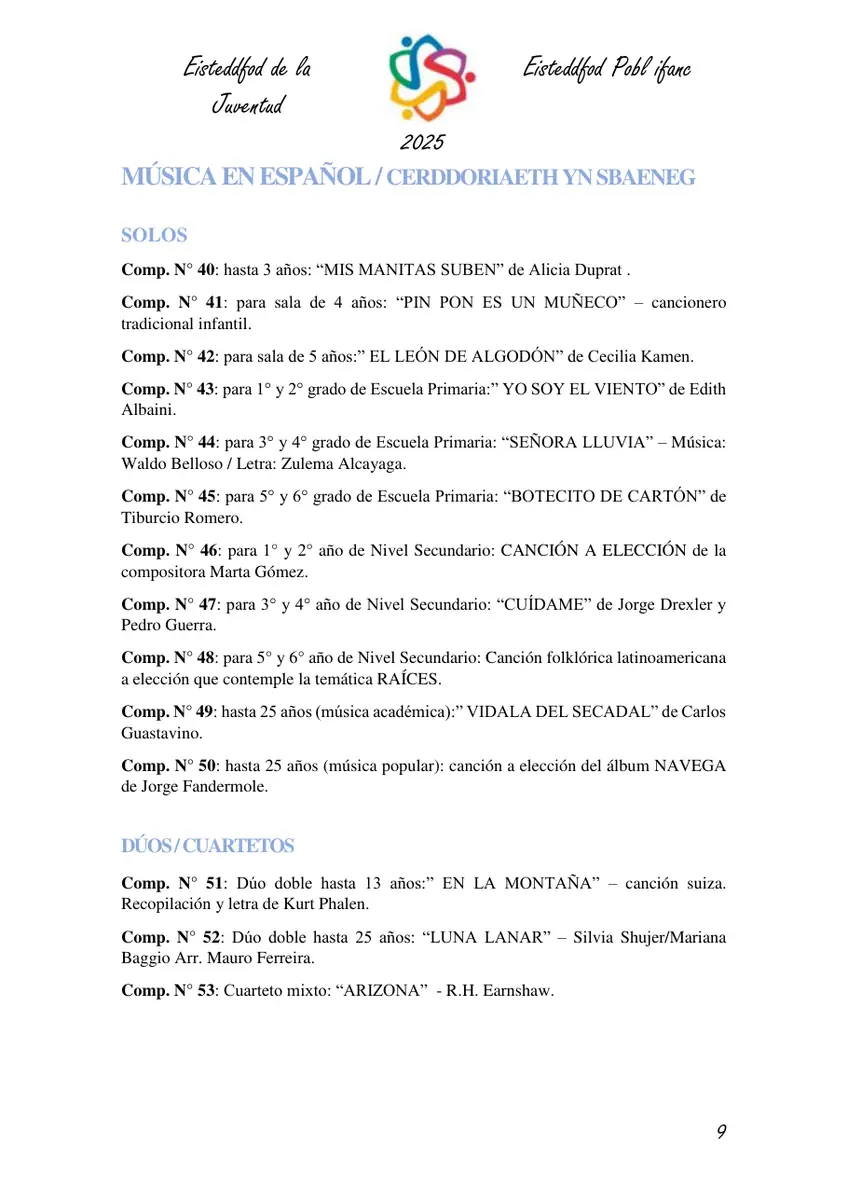 Eisteddfod de la
Juventud
Eisteddfod Pobl ifanc
2025
MÚSICA EN ESPAÑOL / CERDDORIAETH YN SBAENEG
SOLOS
Comp. N° 40: hasta 3 años: “MIS MANITAS SUBEN” de Alicia Duprat .
Comp. N° 41: para sala de 4 años: “PIN PON ES UN MUÑECO” – cancionero
tradicional infantil.
Comp. N° 42: para sala de 5 años:” EL LEÓN DE ALGODÓN” de Cecilia Kamen.
Comp. N° 43: para 1° y 2° grado de Escuela Primaria:” YO SOY EL VIENTO” de Edith
Albaini.
Comp. N° 44: para 3° y 4° grado de Escuela Primaria: “SEÑORA LLUVIA” – Música:
Waldo Belloso / Letra: Zulema Alcayaga.
Comp. N° 45: para 5° y 6° grado de Escuela Primaria: “BOTECITO DE CARTÓN” de
Tiburcio Romero.
Comp. N° 46: para 1° y 2° año de Nivel Secundario: CANCIÓN A ELECCIÓN de la
compositora Marta Gómez.
Comp. N° 47: para 3° y 4° año de Nivel Secundario: “CUÍDAME” de Jorge Drexler y
Pedro Guerra.
Comp. N° 48: para 5° y 6° año de Nivel Secundario: Canción folklórica latinoamericana
a elección que contemple la temática RAÍCES.
Comp. N° 49: hasta 25 años (música académica):” VIDALA DEL SECADAL” de Carlos
Guastavino.
Comp. N° 50: hasta 25 años (música popular): canción a elección del álbum NAVEGA
de Jorge Fandermole.
DÚOS / CUARTETOS
Comp. N° 51: Dúo doble hasta 13 años:” EN LA MONTAÑA” – canción suiza.
Recopilación y letra de Kurt Phalen.
Comp. N° 52: Dúo doble hasta 25 años: “LUNA LANAR” – Silvia Shujer/Mariana
Baggio Arr. Mauro Ferreira.
Comp. N° 53: Cuarteto mixto: “ARIZONA” - R.H. Earnshaw.
9